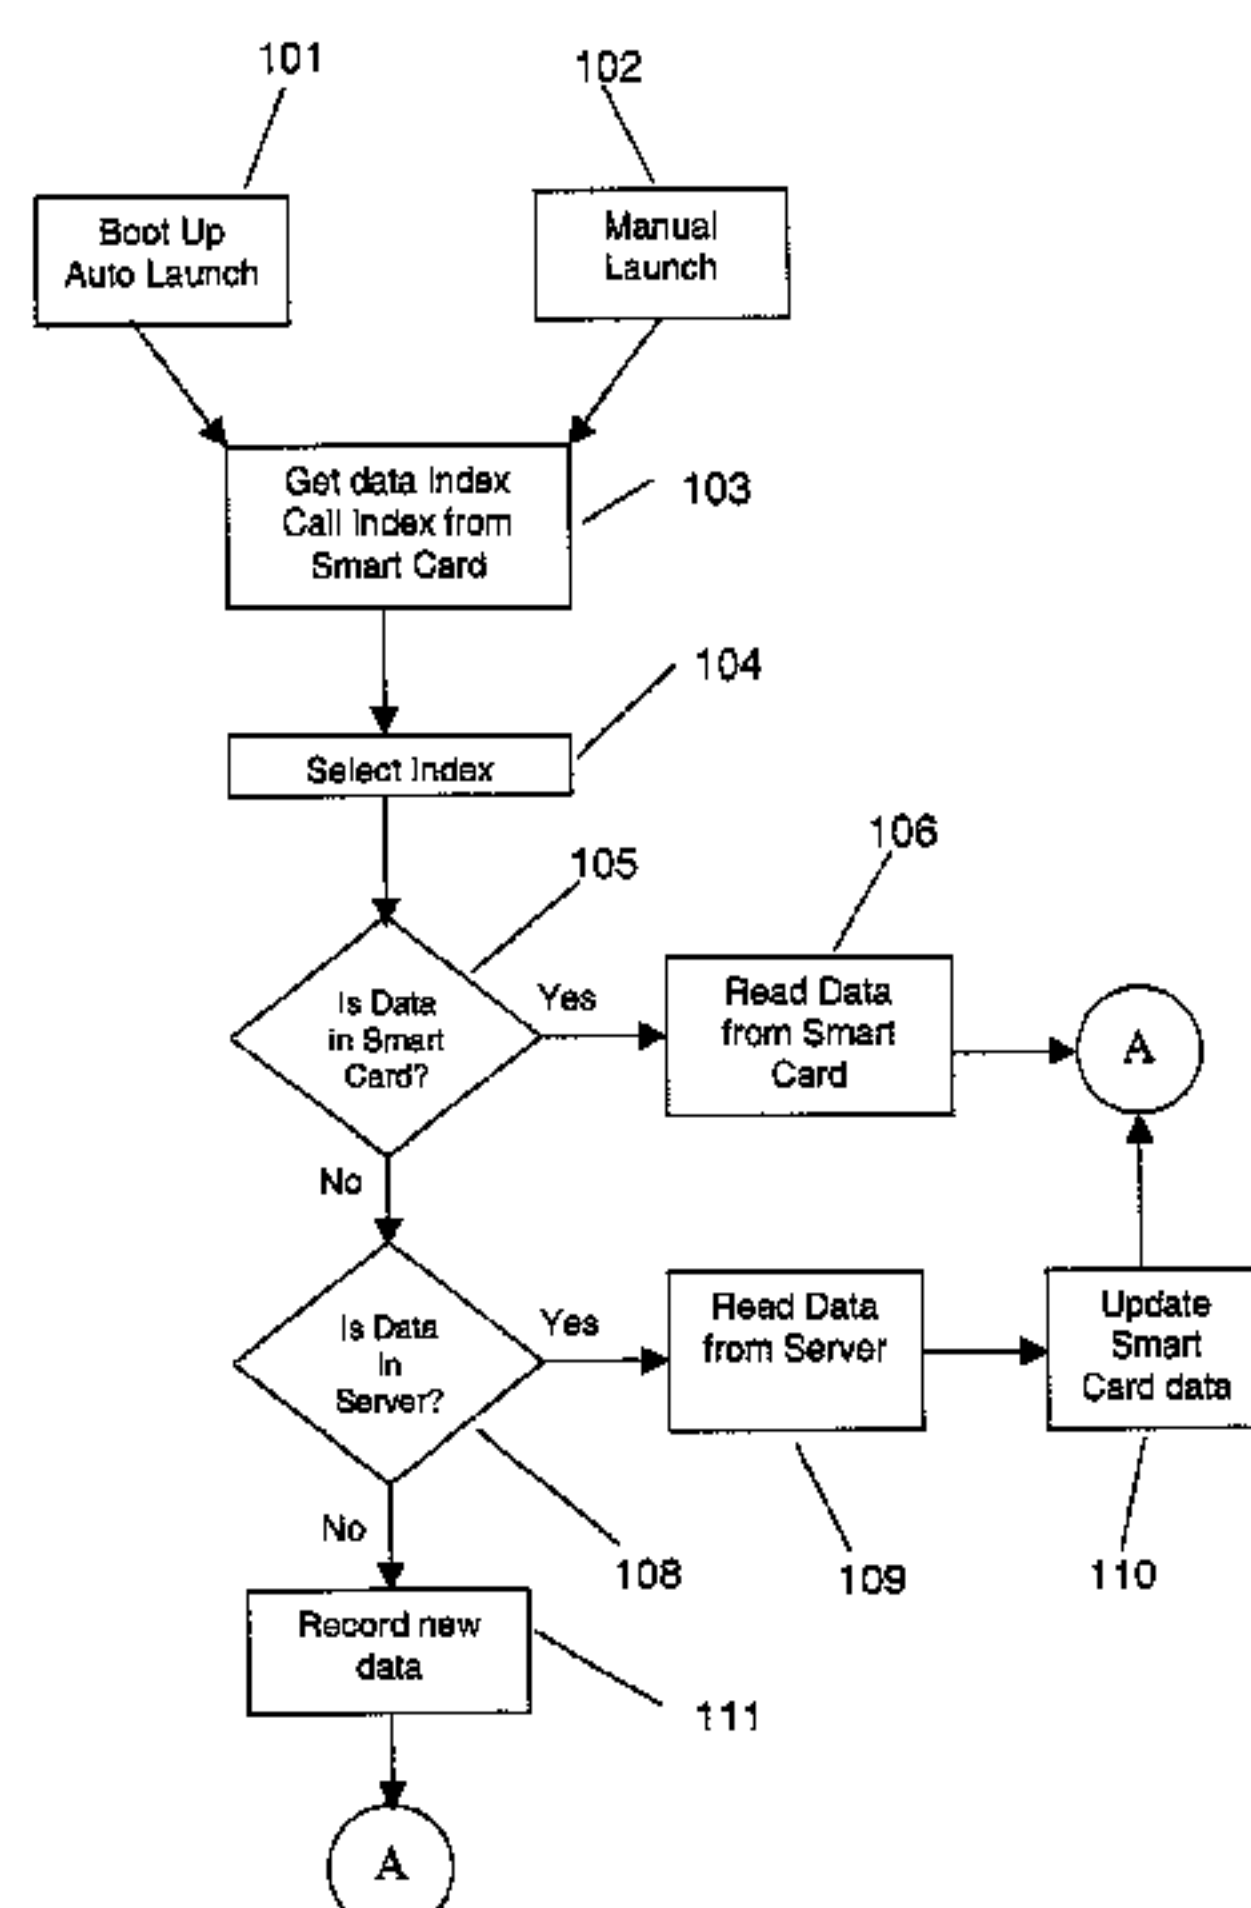 101
102
Boot Up
Auto Launch
Manual
Launch
Get data Index
Call Index from
Smart Card
103
104
Select Index
105
106
Is Data
in Smart
Card?
Yes
Read Data
from Smart
Card
A
No
Is Data
In
Server?
Yes
Read Data
from Server
Update
Smart
Card data
No
108
109
110
Record new
data
111
A